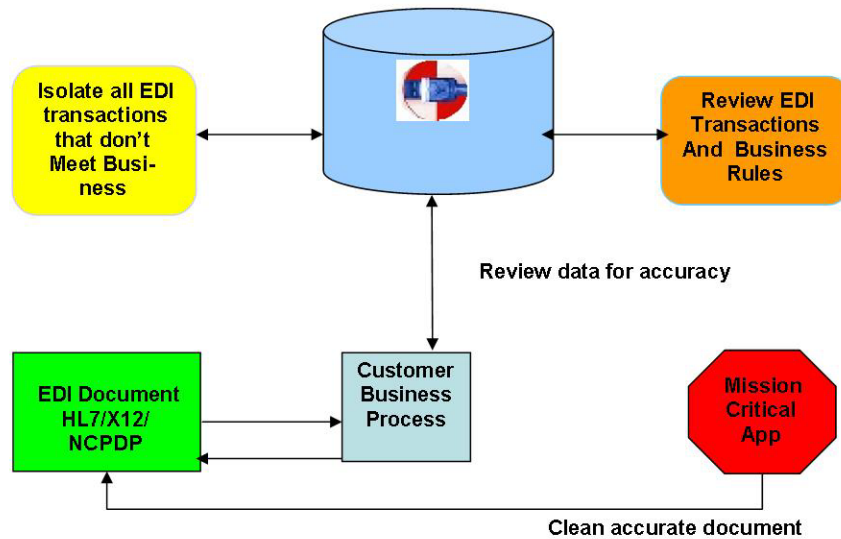 Isolate all EDI
transactions
that don’t
Meet Busi-
ness
Review EDI
Transactions
And Business
Rules
Review data for accuracy
EDI Document
HL7/X12/
NCPDP
Customer
Business
Process
Mission
Critical
App
Clean accurate document